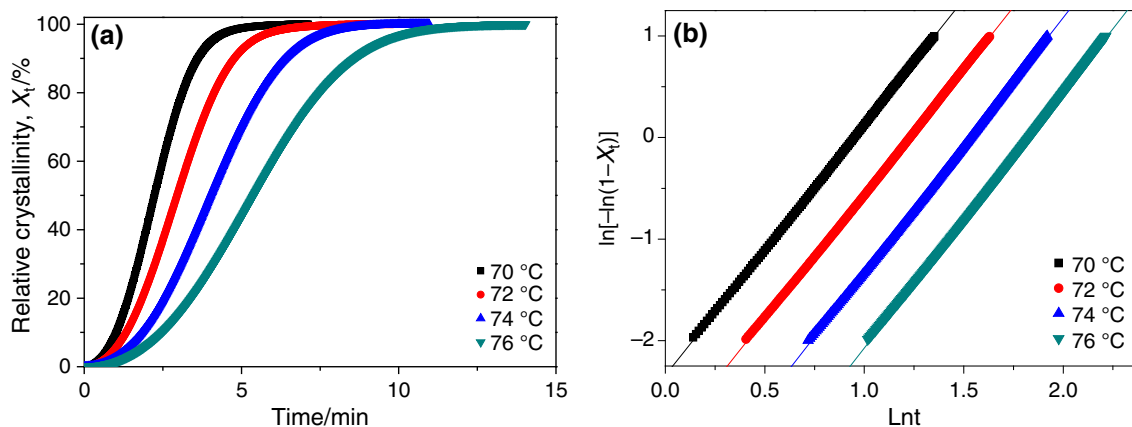 (a)
Relative crystallinity, Xt/%
100
80
60
40
20
0
0
5
10
15
Time/min
70 °C
72 °C
74 °C
76 °C
(b)
ln[–ln(1–Xt)]
1
0
–1
–2
0.0
0.5
1.0
1.5
2.0
Lnt
70 °C
72 °C
74 °C
76 °C